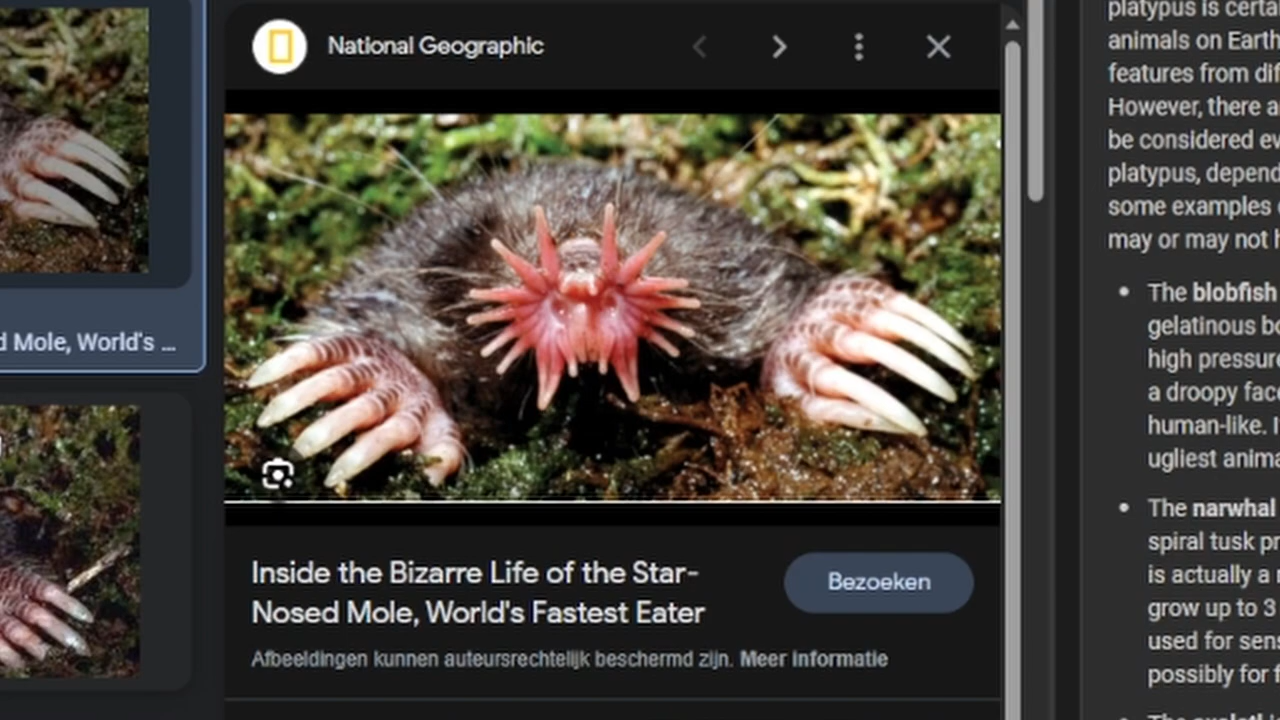 National Geographic
d Mole, World's ...
Inside the Bizarre Life of the Star-
Nosed Mole, World's Fastest Eater
Bezoeken
Afbeeldingen kunnen auteursrechtelijk beschermd zijn. Meer informatie
platypus is certa
animals on Earth
features from dif
However, there a
be considered ev
platypus, depend
some examples
may or may not h
• The blobfish
gelatinous bo
high pressure
a droopy face
human-like. I
ugliest anima
• The narwhal
spiral tusk pr
is actually a
grow up to 3
used for sens
possibly for f